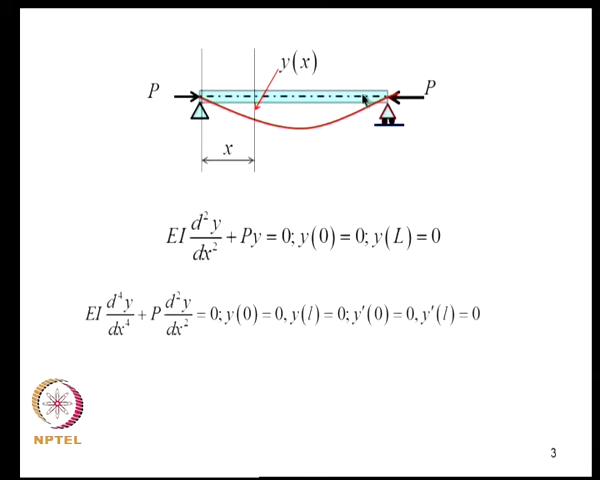 y(x)
P P
x
EI d²y/dx² + Py = 0; y(0) = 0; y(L) = 0
EI d⁴y/dx⁴ + P d²y/dx² = 0; y(0) = 0, y(l) = 0; y′(0) = 0, y′(l) = 0
NPTEL
3